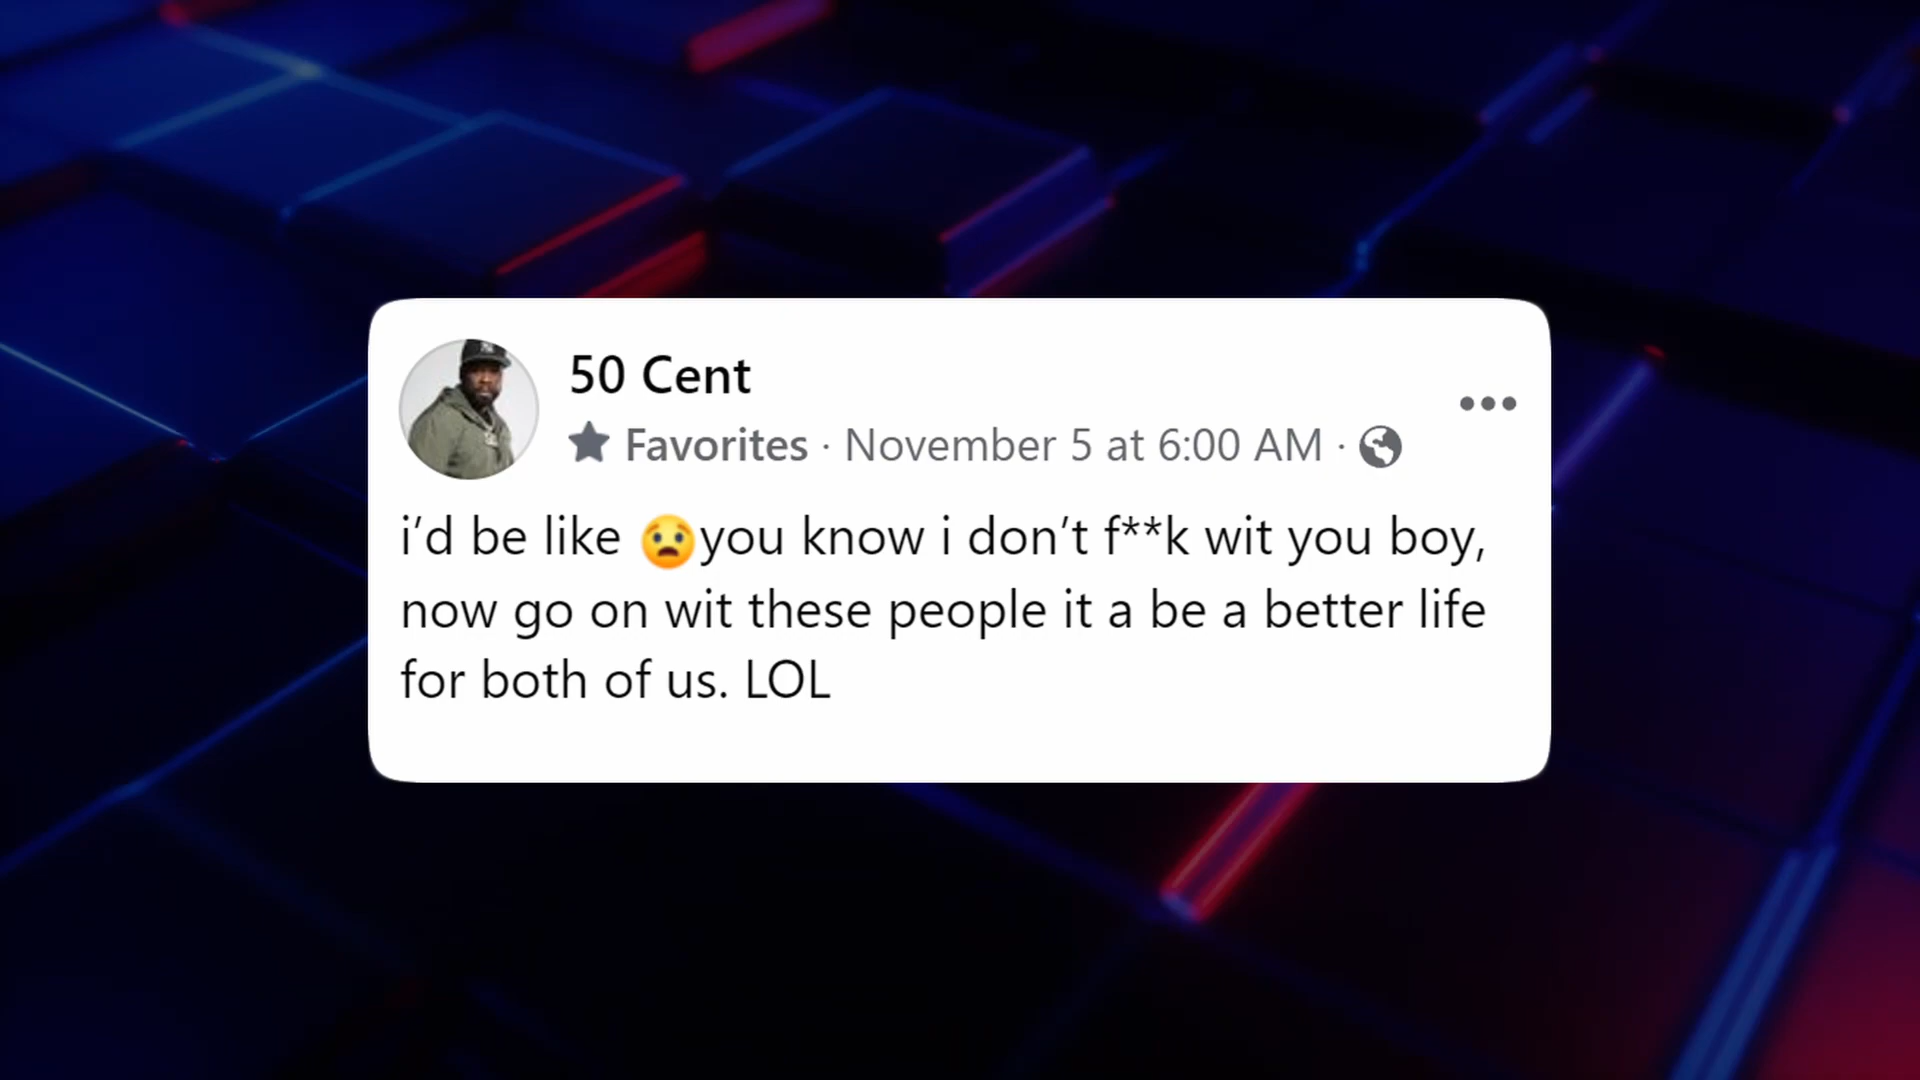 50 Cent
Favorites · November 5 at 6:00 AM ·
i’d be like 😧you know i don’t f**k wit you boy,
now go on wit these people it a be a better life
for both of us. LOL